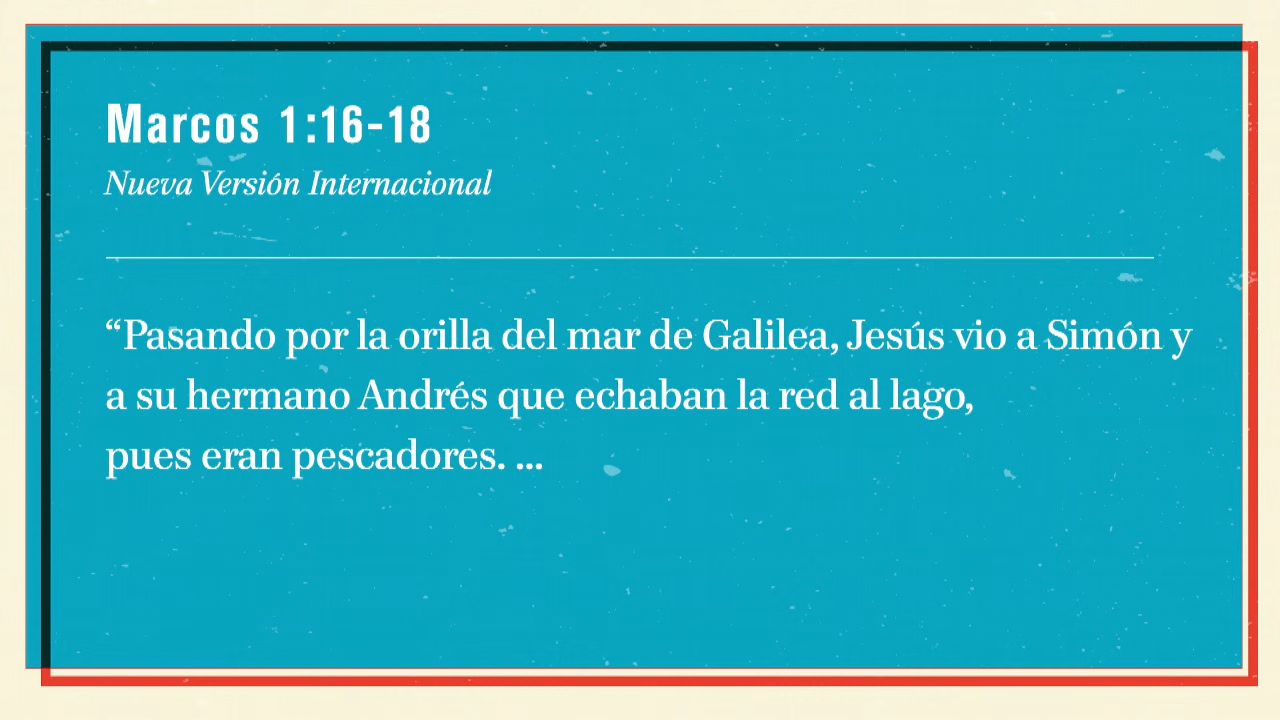 Marcos 1:16-18
Nueva Versión Internacional
“Pasando por la orilla del mar de Galilea, Jesús vio a Simón y
a su hermano Andrés que echaban la red al lago,
pues eran pescadores. ...